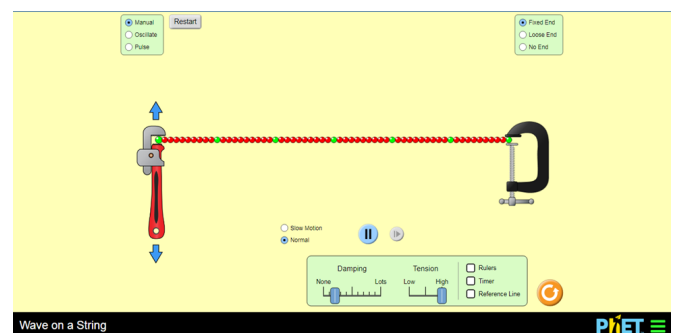 Manual
Oscillate
Pulse
Restart
Fixed End
Loose End
No End
Slow Motion
Normal
Damping
None
Lots
Tension
Low
High
Rulers
Timer
Reference Line
Wave on a String
PhET